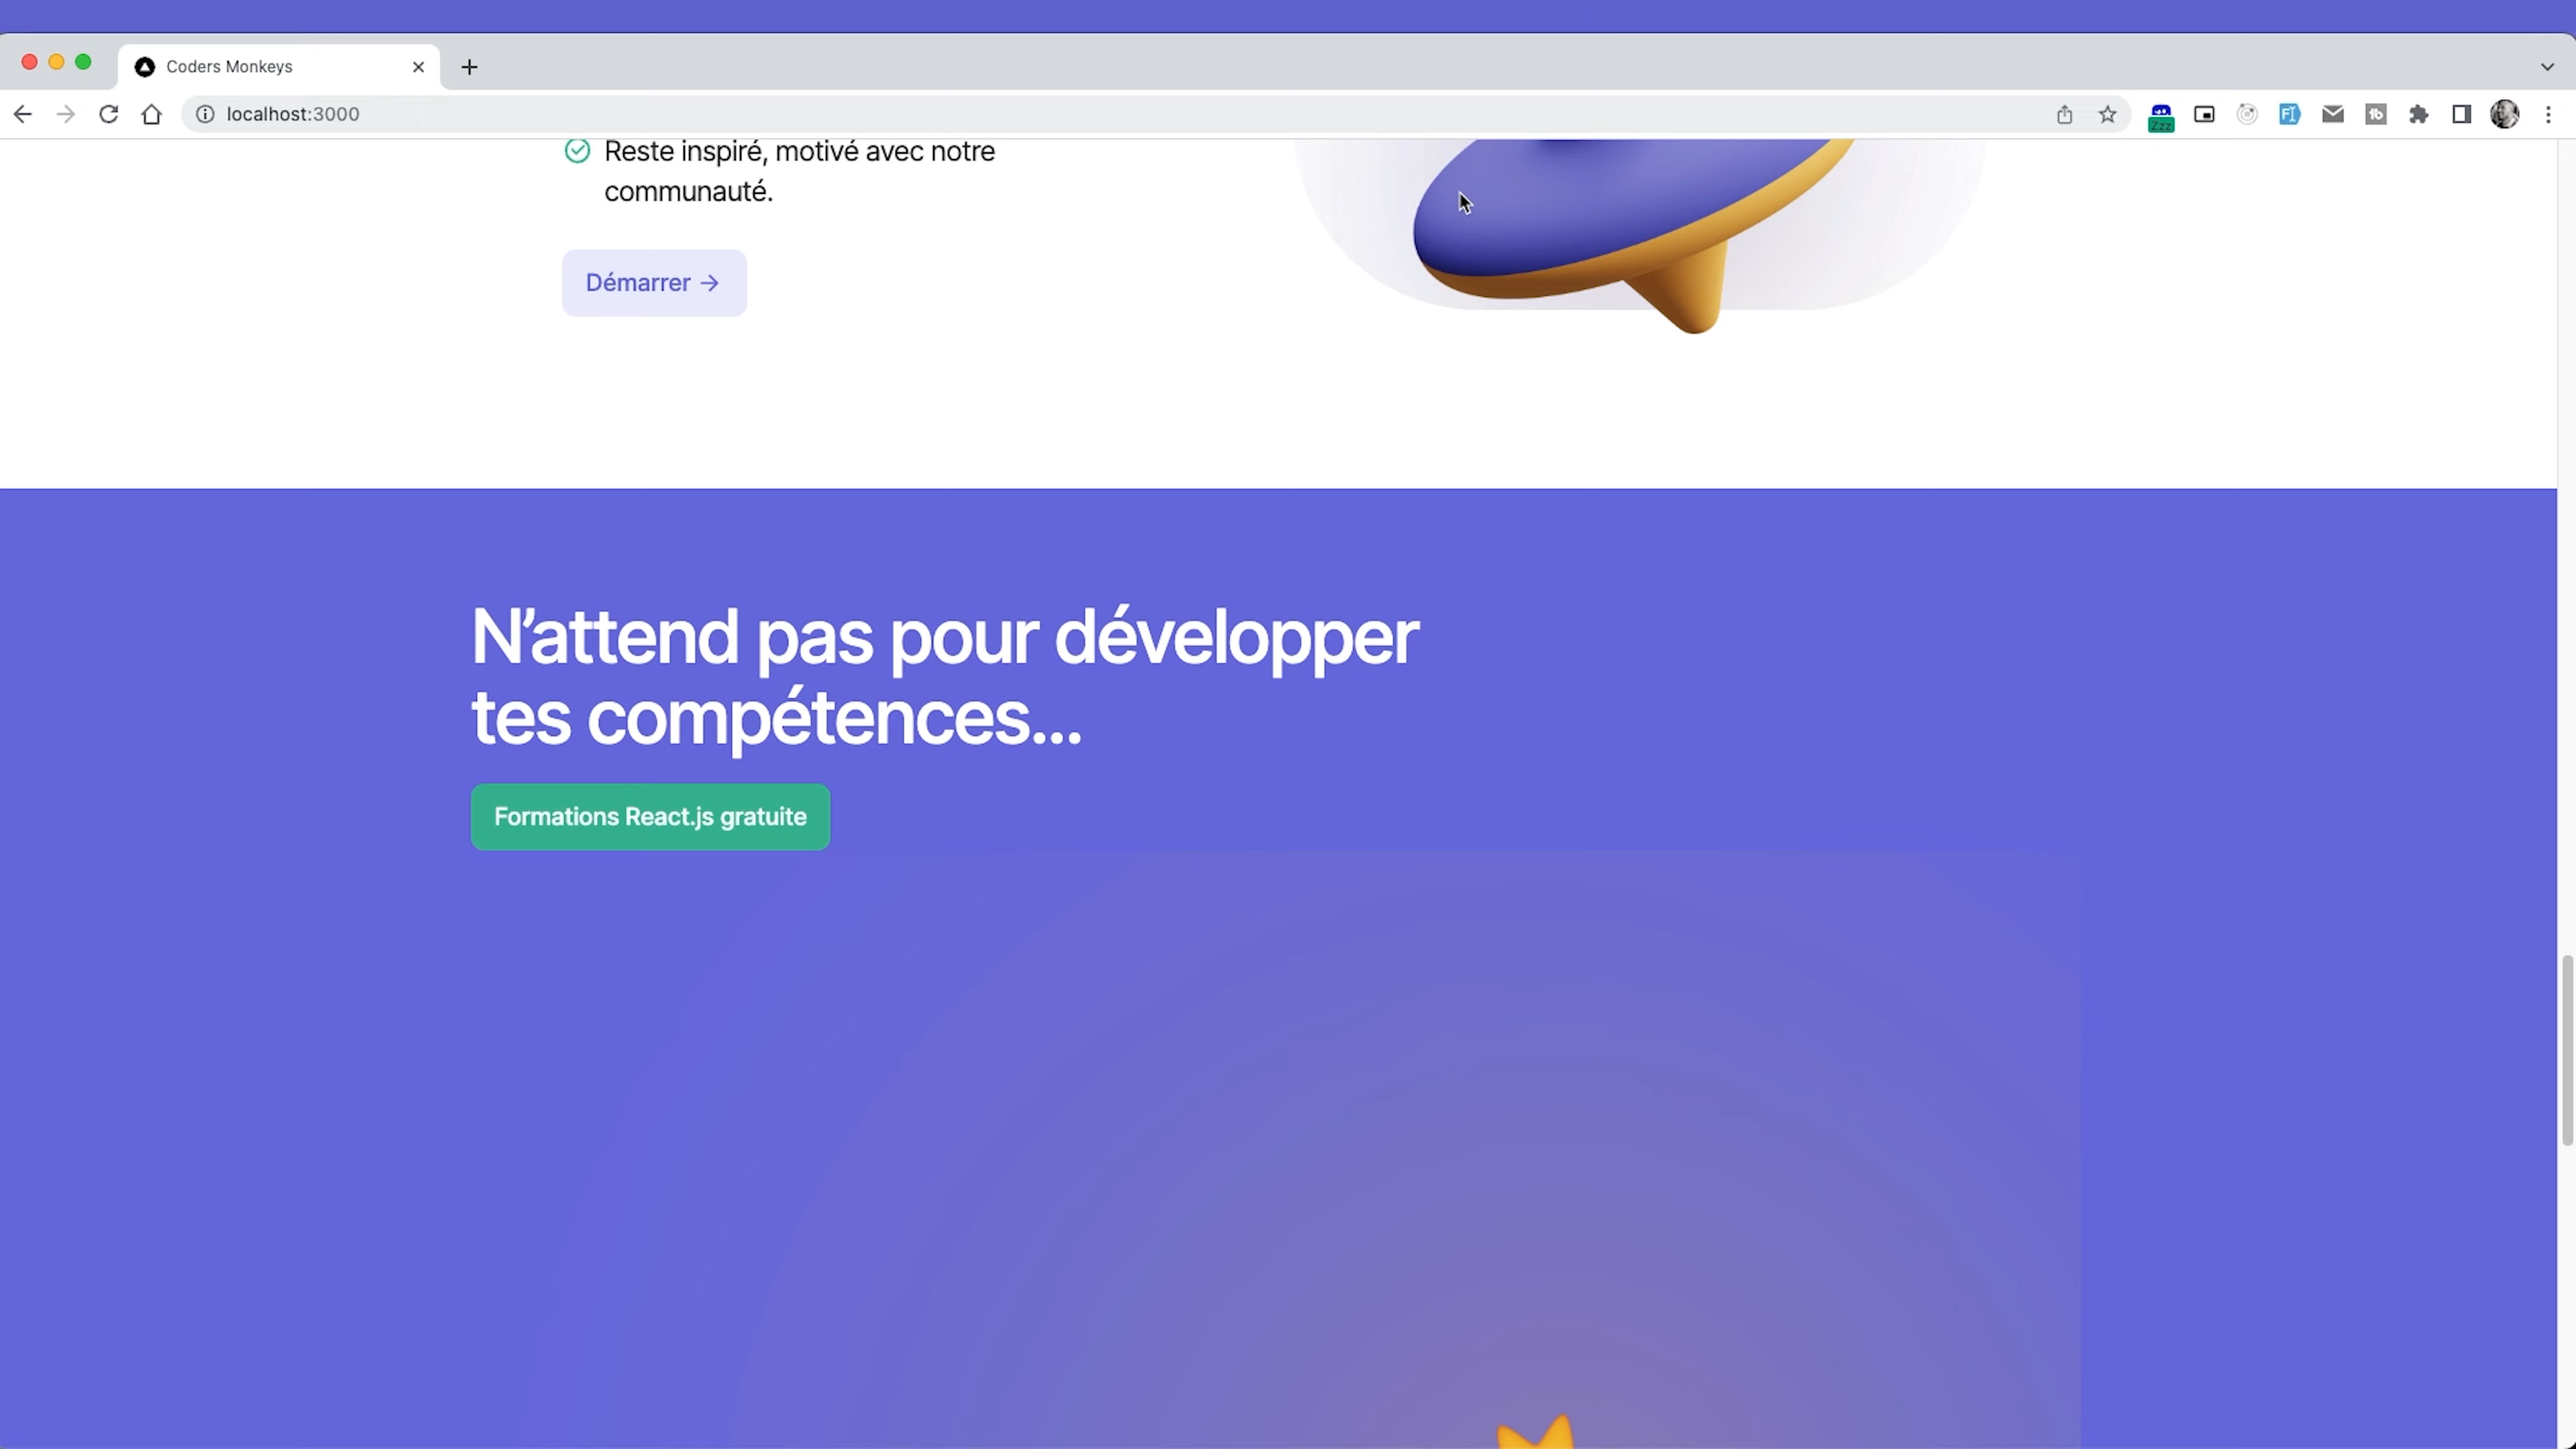 Coders Monkeys
localhost:3000
Zzz
Reste inspiré, motivé avec notre
communauté.
Démarrer →
N’attend pas pour développer
tes compétences...
Formations React.js gratuite